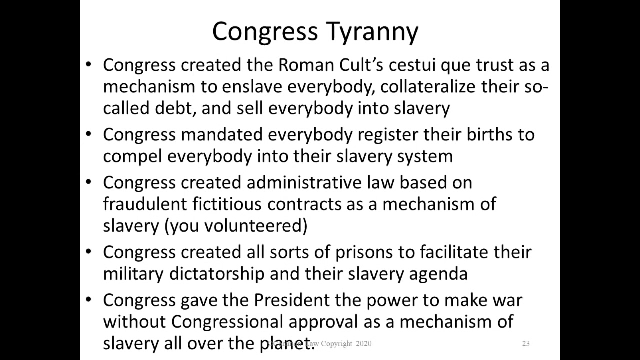 Congress Tyranny
• Congress created the Roman Cult's cestui que trust as a
mechanism to enslave everybody, collateralize their so-
called debt, and sell everybody into slavery
• Congress mandated everybody register their births to
compel everybody into their slavery system
• Congress created administrative law based on
fraudulent fictitious contracts as a mechanism of
slavery (you volunteered)
• Congress created all sorts of prisons to facilitate their
military dictatorship and their slavery agenda
• Congress gave the President the power to make war
without Congressional approval as a mechanism of
slavery all over the planet.
Copyright 2020
23